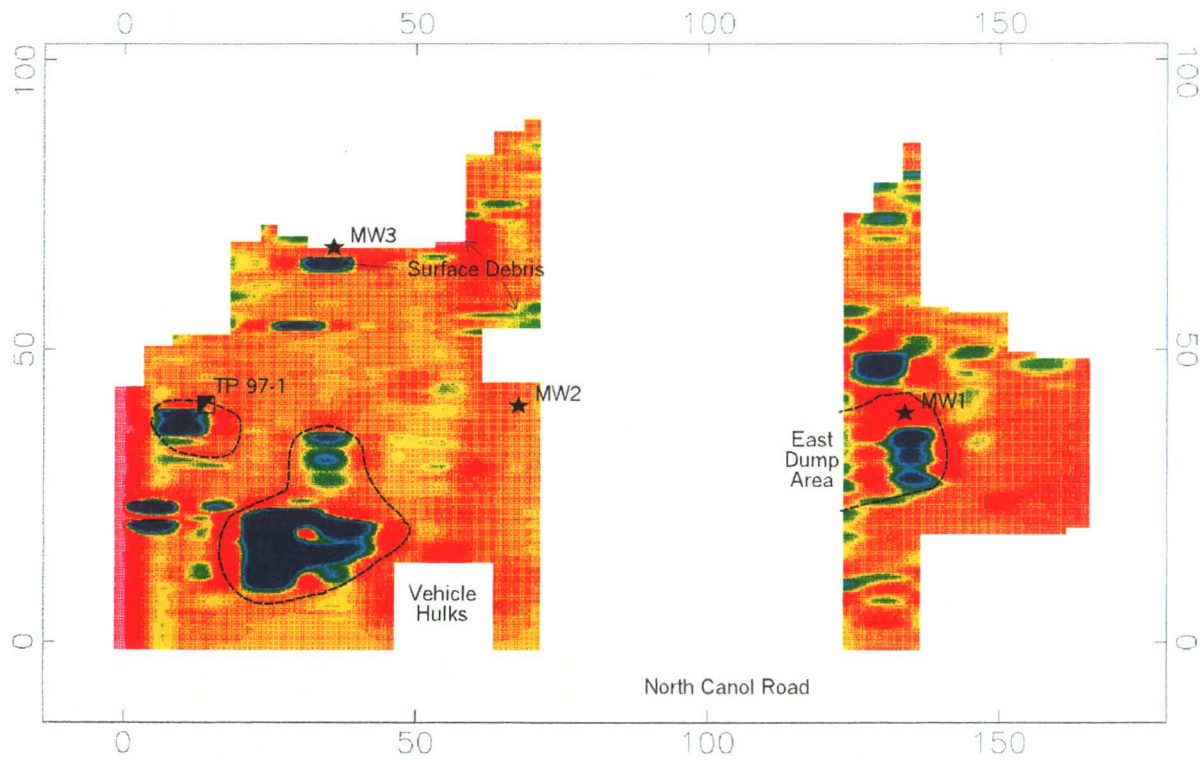 0 50 100 150
100 100
MW3
Surface Debris
50 50
TP 97-1
MW2
MW1
East
Dump
Area
Vehicle
Hulks
0 0
North Canol Road
0 50 100 150